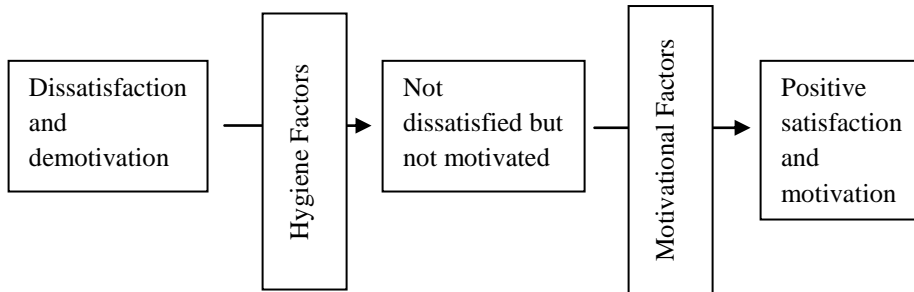 Dissatisfaction
and
demotivation
Hygiene Factors
Not
dissatisfied but
not motivated
Motivational Factors
Positive
satisfaction
and
motivation